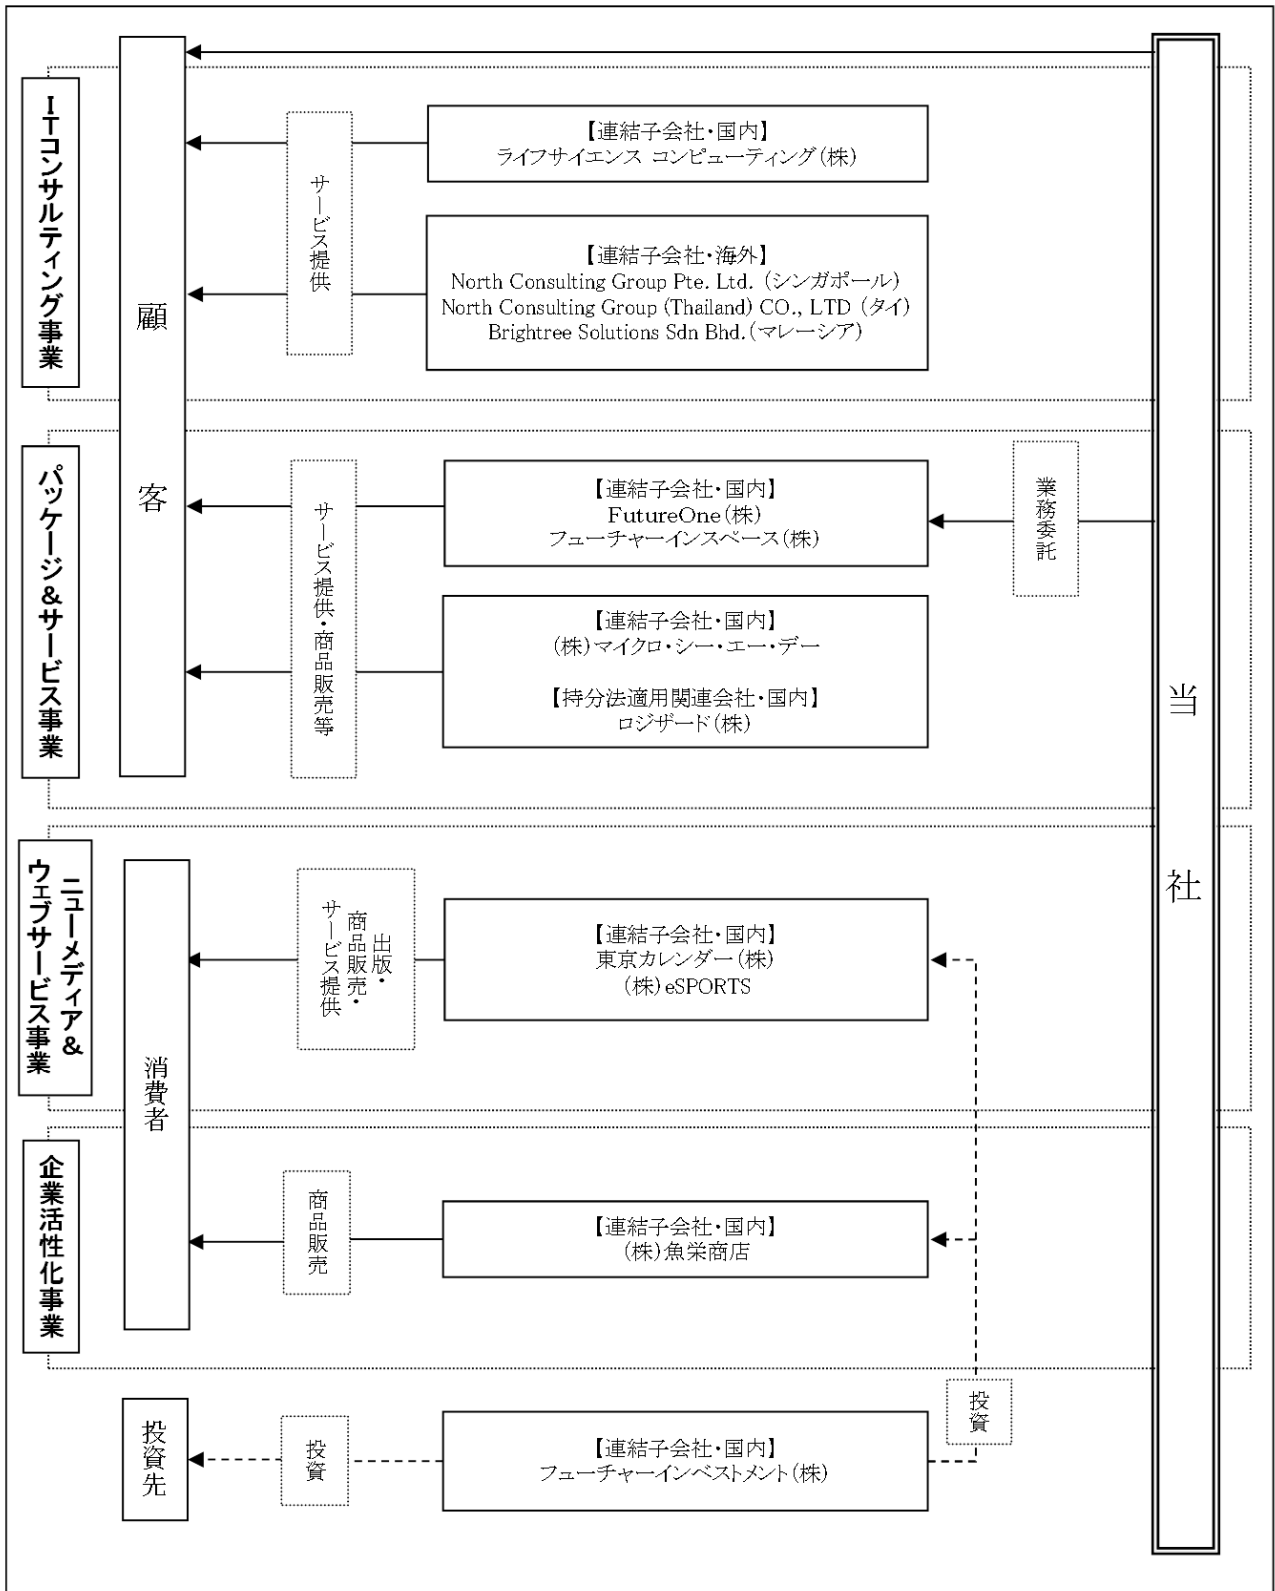 ITコンサルティング事業
顧客
サービス提供
【連結子会社・国内】
ライフサイエンス コンピューティング(株)
【連結子会社・海外】
North Consulting Group Pte. Ltd. (シンガポール)
North Consulting Group (Thailand) CO., LTD (タイ)
Brightree Solutions Sdn Bhd.(マレーシア)
当社
パッケージ&サービス事業
サービス提供・商品販売等
【連結子会社・国内】
FutureOne(株)
フューチャーインスペース(株)
業務委託
【連結子会社・国内】
(株)マイクロ・シー・エー・デー
【持分法適用関連会社・国内】
ロジザード(株)
ニューメディア&
ウェブサービス事業
消費者
出版・
商品販売・
サービス提供
【連結子会社・国内】
東京カレンダー(株)
(株)eSPORTS
企業活性化事業
商品販売
【連結子会社・国内】
(株)魚栄商店
投資先
投資
【連結子会社・国内】
フューチャーインベストメント(株)
投資